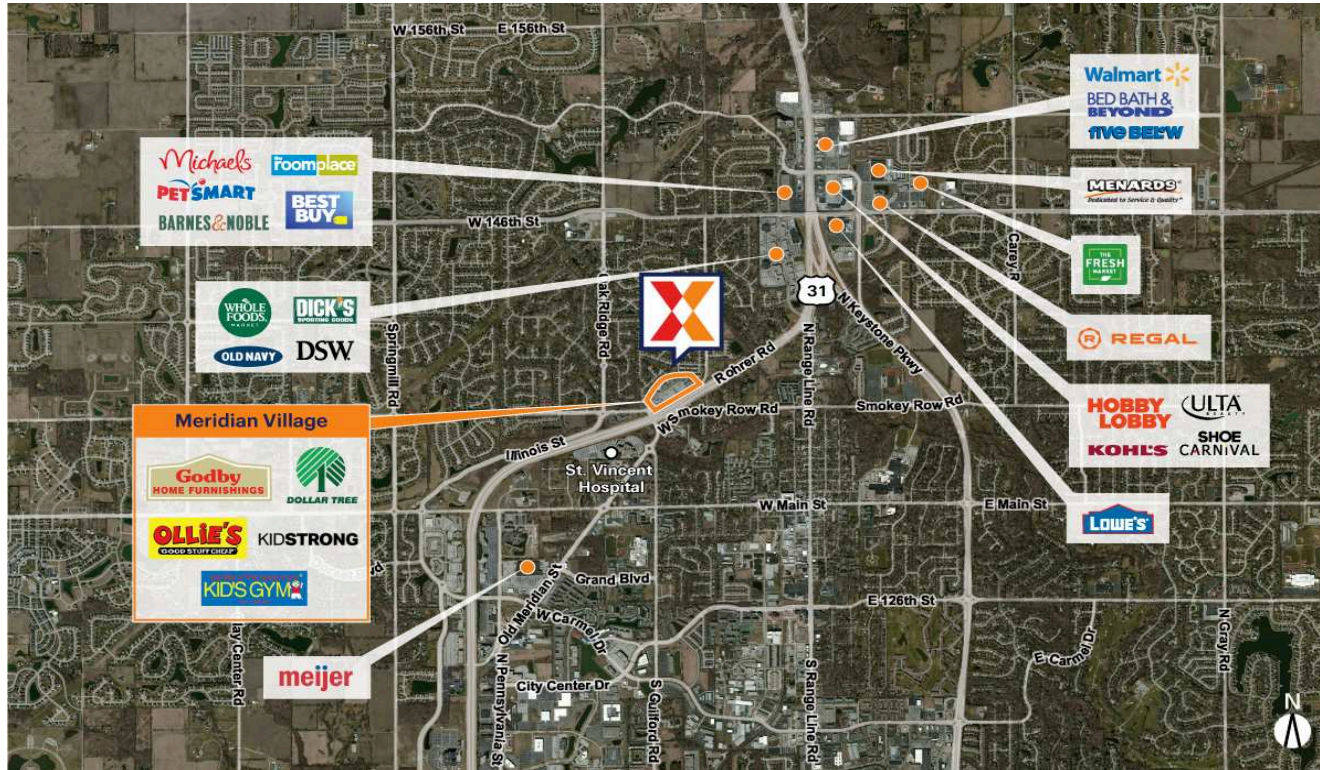 W 156th St
E 156th St
Walmart
BED BATH &
BEYOND
five BEL°W
Michaels
the
roomplace
PETSMART
BEST
BUY
BARNES&NOBLE
MENARDS
Dedicated to Service & Quality™
W 146th St
Carey R
THE
FRESH
MARKET
WHOLE
FOODS
MARKET
DICK'S
SPORTING GOODS
OLD NAVY
DSW
Springmill Rd
Oak Ridge Rd
31
N Keystone Pkwy
N Range Line Rd
Rohrer Rd
R REGAL
HOBBY
LOBBY
ULTA
BEAUTY
KOHL'S
SHOE
CARNiVAL
Meridian Village
Godby
HOME FURNISHINGS
DOLLAR TREE
OLLiE'S
GOOD STUFF CHEAP
KIDSTRONG
KID'S GYM
W Smokey Row Rd
Smokey Row Rd
Illinois St
St. Vincent
Hospital
W Main St
E Main St
LOWE'S
Grand Blvd
Old Meridian St
E 126th St
W Carmel Dr
E Carmel Dr
N Gray Rd
meijer
City Center Dr
N Pennsylvania St
S Guilford Rd
S Range Line Rd
N